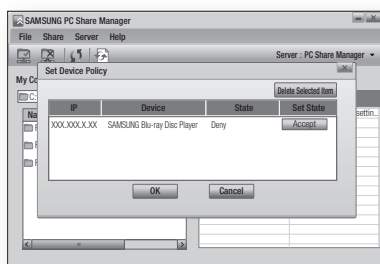 SAMSUNG PC Share Manager
File Share Server Help
Server : PC Share Manager
Set Device Policy
My Co
Delete Selected Item
C:
IP Device State Set State
Na
settin..
XXX.XXX.X.XX SAMSUNG Blu-ray Disc Player Deny Accept
OK Cancel